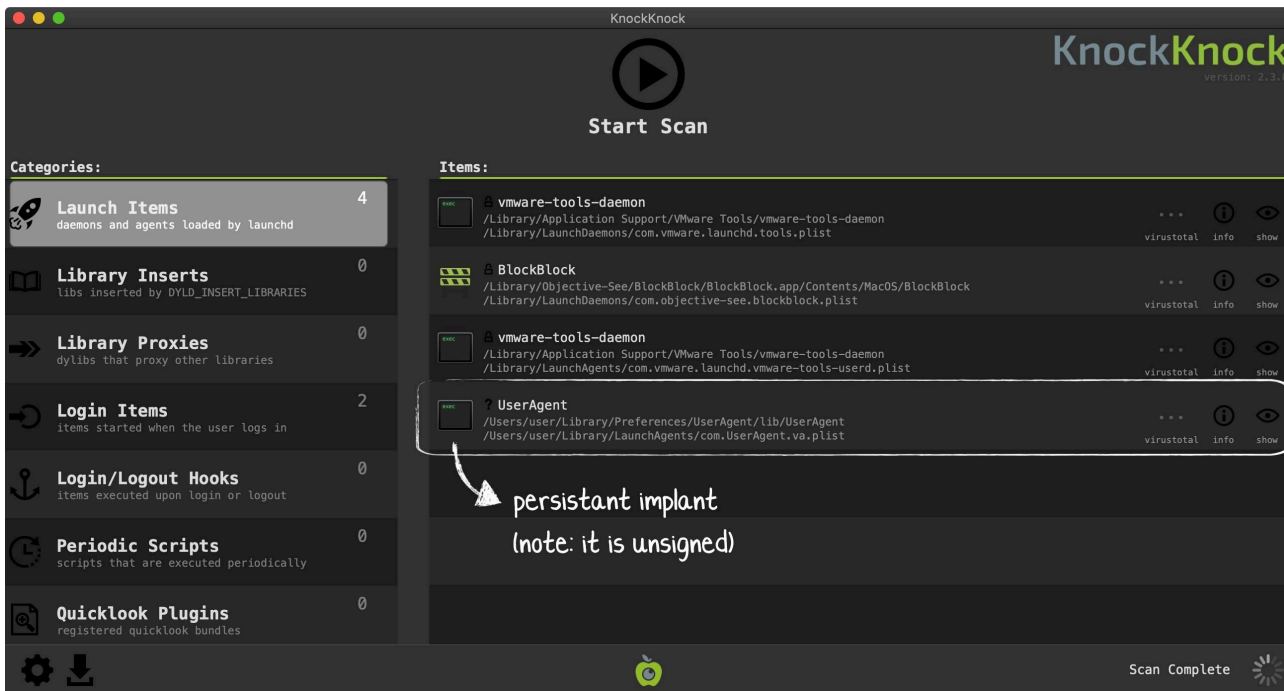 KnockKnock
KnockKnock
version: 2.3.
Start Scan
Categories:
Launch Items
daemons and agents loaded by launchd
4
Library Inserts
libs inserted by DYLD_INSERT_LIBRARIES
0
Library Proxies
dylibs that proxy other libraries
0
Login Items
items started when the user logs in
2
Login/Logout Hooks
items executed upon login or logout
0
Periodic Scripts
scripts that are executed periodically
0
Quicklook Plugins
registered quicklook bundles
0
Items:
exec
vmware-tools-daemon
/Library/Application Support/VMware Tools/vmware-tools-daemon
/Library/LaunchDaemons/com.vmware.launchd.tools.plist
virustotal info show
BlockBlock
/Library/Objective-See/BlockBlock/BlockBlock.app/Contents/MacOS/BlockBlock
/Library/LaunchDaemons/com.objective-see.blockblock.plist
virustotal info show
exec
vmware-tools-daemon
/Library/Application Support/VMware Tools/vmware-tools-daemon
/Library/LaunchAgents/com.vmware.launchd.vmware-tools-userd.plist
virustotal info show
exec
? UserAgent
/Users/user/Library/Preferences/UserAgent/lib/UserAgent
/Users/user/Library/LaunchAgents/com.UserAgent.va.plist
virustotal info show
persistant implant
(note: it is unsigned)
Scan Complete